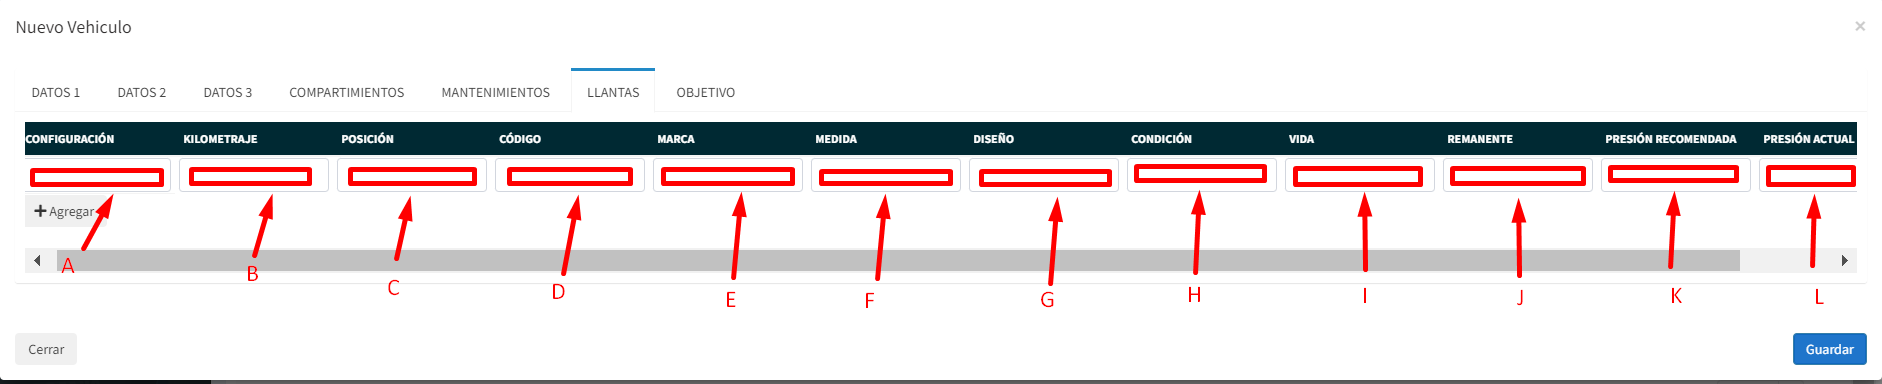 Nuevo Vehiculo ×
DATOS 1 DATOS 2 DATOS 3 COMPARTIMIENTOS MANTENIMIENTOS LLANTAS OBJETIVO
CONFIGURACIÓN KILOMETRAJE POSICIÓN CÓDIGO MARCA MEDIDA DISEÑO CONDICIÓN VIDA REMANENTE PRESIÓN RECOMENDADA PRESIÓN ACTUAL
+ Agregar
A B C D E F G H I J K L
Cerrar Guardar